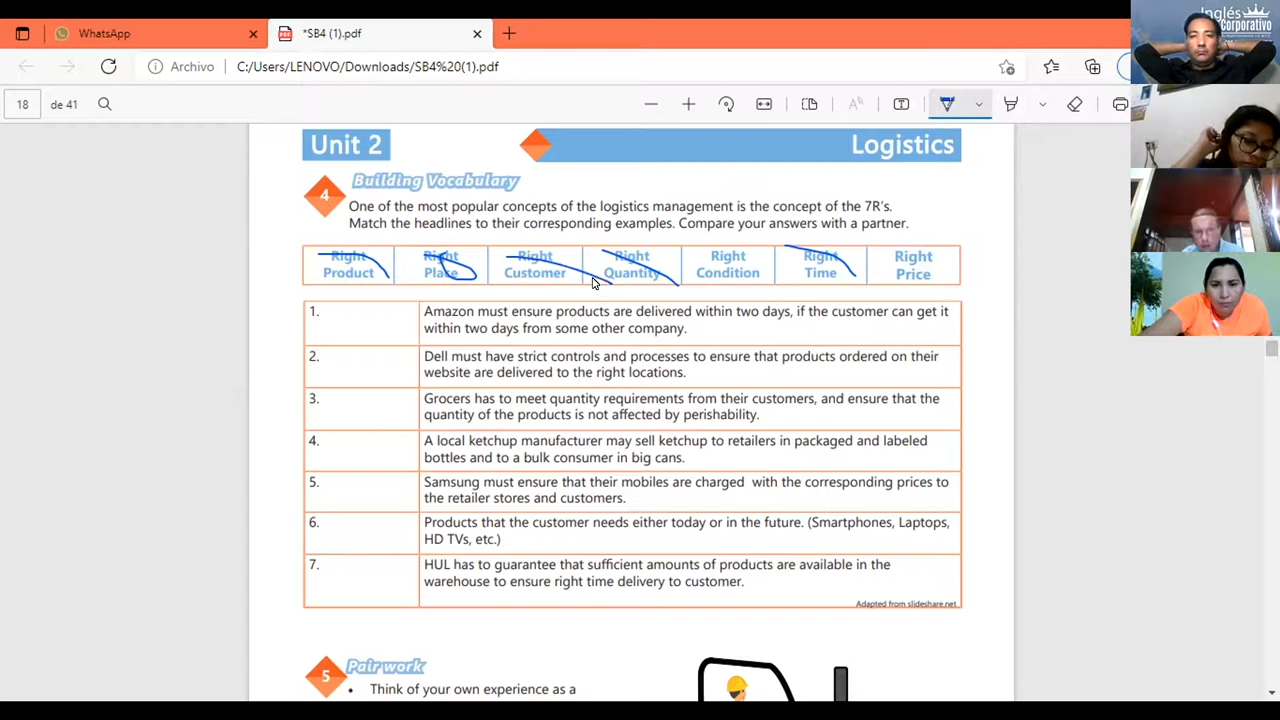 WhatsApp
*SB4 (1).pdf
Archivo
C:/Users/LENOVO/Downloads/SB4%20(1).pdf
18
de 41
Inglés
Corporativo
Unit 2
Logistics
4
Building Vocabulary
One of the most popular concepts of the logistics management is the concept of the 7R's.
Match the headlines to their corresponding examples. Compare your answers with a partner.
Right Product
Right Place
Right Customer
Right Quantity
Right Condition
Right Time
Right Price
1.
Amazon must ensure products are delivered within two days, if the customer can get it
within two days from some other company.
2.
Dell must have strict controls and processes to ensure that products ordered on their
website are delivered to the right locations.
3.
Grocers has to meet quantity requirements from their customers, and ensure that the
quantity of the products is not affected by perishability.
4.
A local ketchup manufacturer may sell ketchup to retailers in packaged and labeled
bottles and to a bulk consumer in big cans.
5.
Samsung must ensure that their mobiles are charged with the corresponding prices to
the retailer stores and customers.
6.
Products that the customer needs either today or in the future. (Smartphones, Laptops,
HD TVs, etc.)
7.
HUL has to guarantee that sufficient amounts of products are available in the
warehouse to ensure right time delivery to customer.
Adapted from slideshare.net
5
Pair work
• Think of your own experience as a